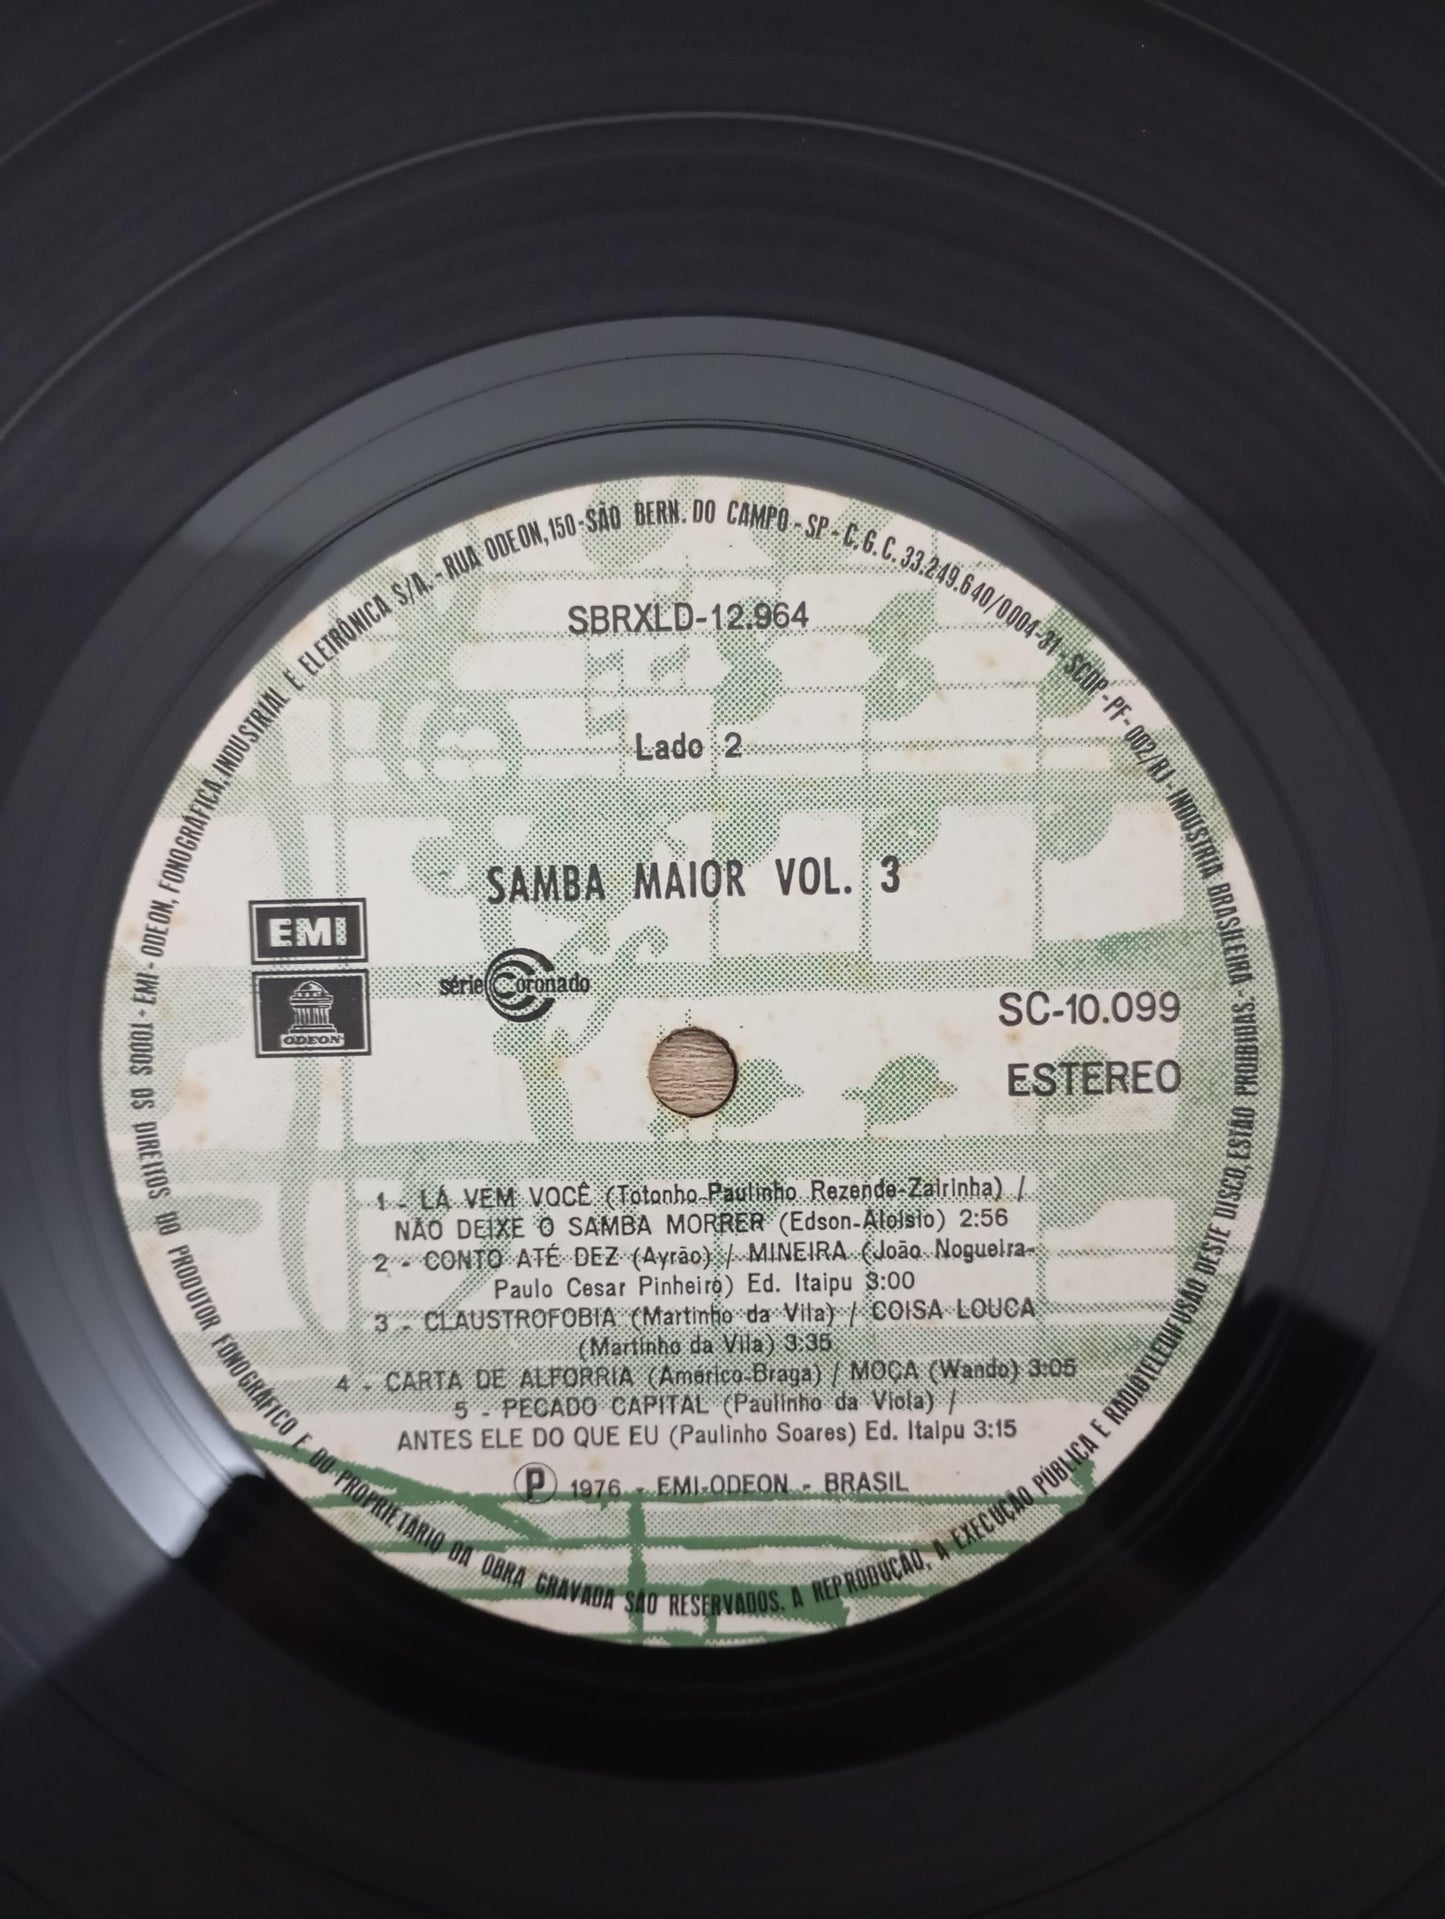 INDÚSTRIA BRASILEIRA - EMI - ODEON, FONOGRÁFICA, INDUSTRIAL E ELETRÔNICA S/A. - RUA ODEON, 150 - SÃO BERN. DO CAMPO - SP - C.G.C. 33.249.640/0004-31 - SCDP - PF - 002/RJ
SBRXLD-12.964
Lado 2
SAMBA MAIOR VOL. 3
EMI
ODEON
série Coronado
SC-10.099
ESTEREO
1 - LÁ VEM VOCÊ (Totonho-Paulinho Rezende-Zairinha) /
NÃO DEIXE O SAMBA MORRER (Edson-Aloisio) 2:56
2 - CONTO ATÉ DEZ (Ayrão) / MINEIRA (João Nogueira-
Paulo Cesar Pinheiro) Ed. Itaipu 3:00
3 - CLAUSTROFOBIA (Martinho da Vila) / COISA LOUCA
(Martinho da Vila) 3:35
4 - CARTA DE ALFORRIA (Américo-Braga) / MOÇA (Wando) 3:05
5 - PECADO CAPITAL (Paulinho da Viola) /
ANTES ELE DO QUE EU (Paulinho Soares) Ed. Itaipu 3:15
P 1976 - EMI-ODEON - BRASIL
TODOS OS DIREITOS DO PRODUTOR FONOGRÁFICO E DO PROPRIETÁRIO DA OBRA GRAVADA SÃO RESERVADOS. A REPRODUÇÃO, A EXECUÇÃO PÚBLICA E RADIOTELEDIFUSÃO DESTE DISCO, ESTÃO PROIBIDAS.